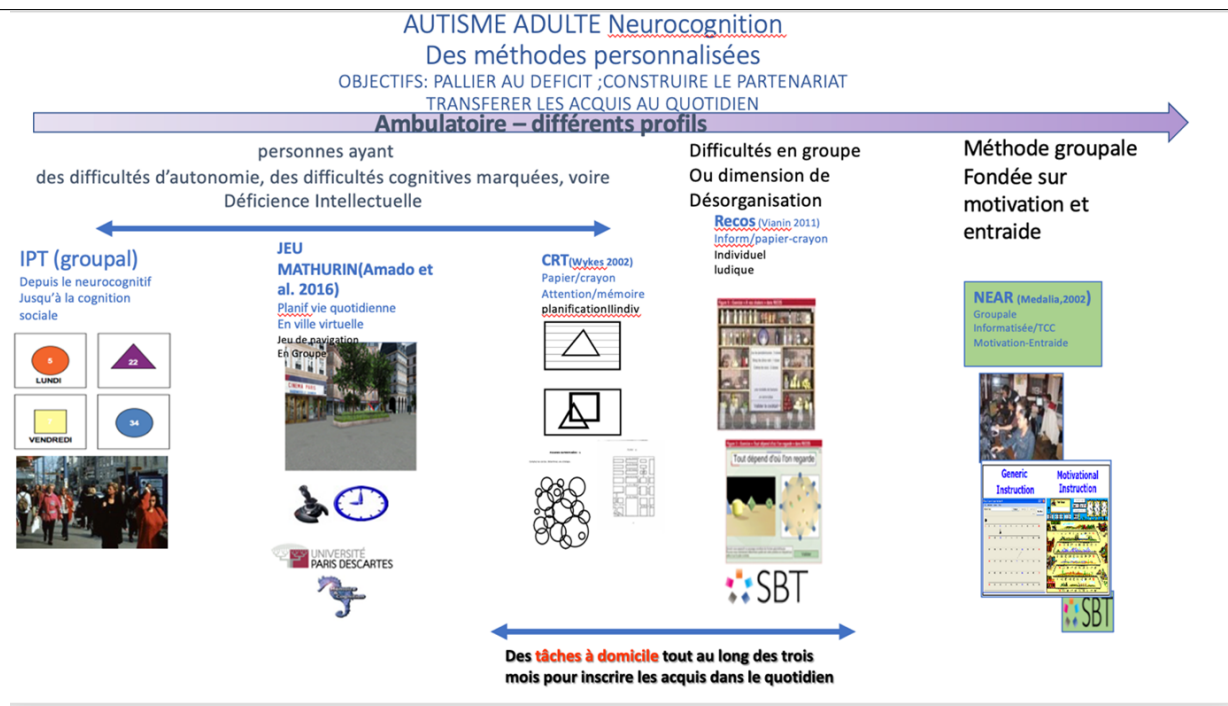 AUTISME ADULTE Neurocognition
Des méthodes personnalisées
OBJECTIFS: PALLIER AU DEFICIT ;CONSTRUIRE LE PARTENARIAT
TRANSFERER LES ACQUIS AU QUOTIDIEN
Ambulatoire – différents profils
personnes ayant
des difficultés d'autonomie, des difficultés cognitives marquées, voire
Déficience Intellectuelle
IPT (groupal)
Depuis le neurocognitif
Jusqu'à la cognition
sociale
5
LUNDI
22
VENDREDI
34
JEU
MATHURIN(Amado et
al. 2016)
Planif vie quotidienne
En ville virtuelle
Jeu de navigation
En Groupe
CINEMA PARIS
UNIVERSITÉ
PARIS DESCARTES
CRT(Wykes 2002)
Papier/crayon
Attention/mémoire
planificationIIindiv
Difficultés en groupe
Ou dimension de
Désorganisation
Recos (Vianin 2011)
Inform/papier-crayon
Individuel
ludique
Tout dépend d'où l'on regarde
SBT
Des tâches à domicile tout au long des trois
mois pour inscrire les acquis dans le quotidien
Méthode groupale
Fondée sur
motivation et
entraide
NEAR (Medalia,2002)
Groupale
Informatisée/TCC
Motivation-Entraide
Generic
Instruction
Motivational
Instruction
SBT